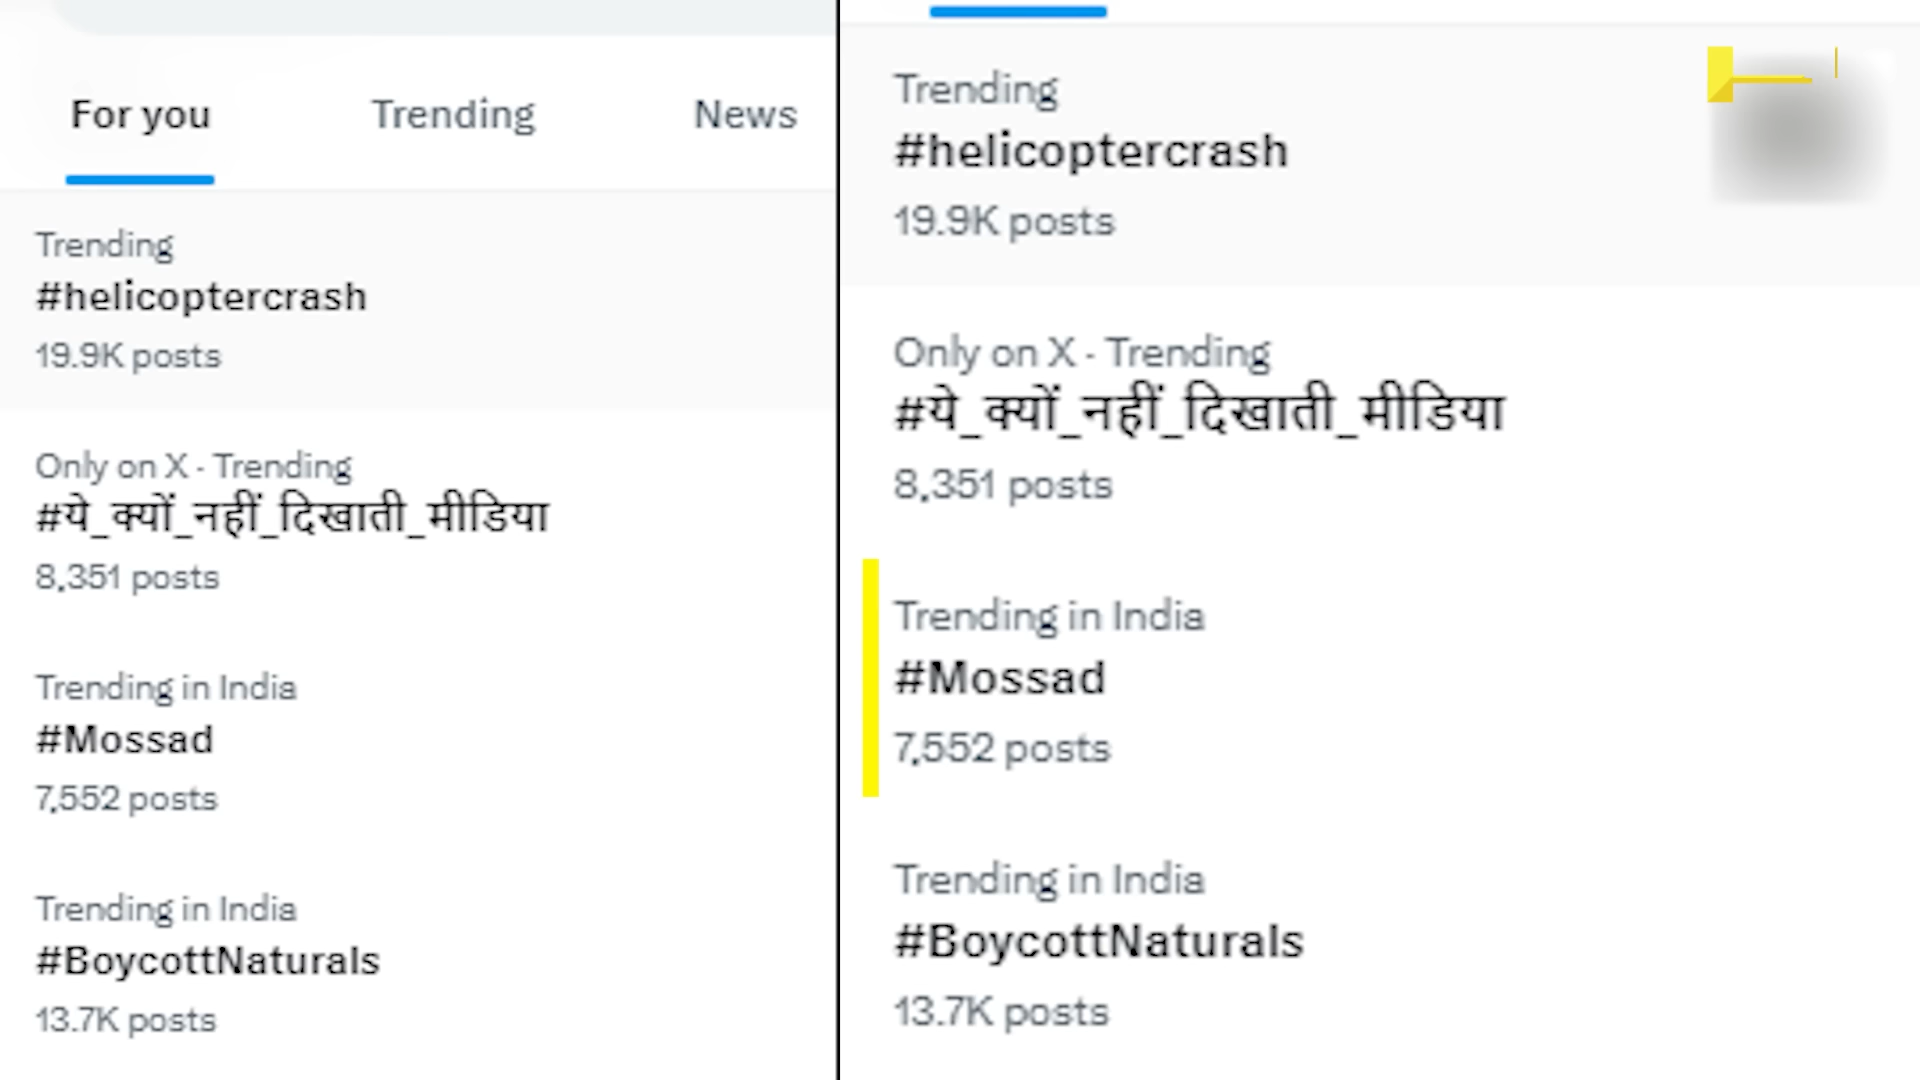 For you
Trending
News
Trending
#helicoptercrash
19.9K posts
Only on X · Trending
#ये_क्यों_नहीं_दिखाती_मीडिया
8,351 posts
Trending in India
#Mossad
7,552 posts
Trending in India
#BoycottNaturals
13.7K posts
Trending
#helicoptercrash
19.9K posts
Only on X · Trending
#ये_क्यों_नहीं_दिखाती_मीडिया
8,351 posts
Trending in India
#Mossad
7,552 posts
Trending in India
#BoycottNaturals
13.7K posts